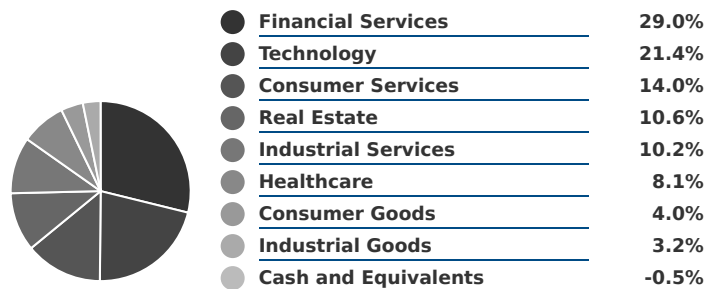 Financial Services 29.0%
Technology 21.4%
Consumer Services 14.0%
Real Estate 10.6%
Industrial Services 10.2%
Healthcare 8.1%
Consumer Goods 4.0%
Industrial Goods 3.2%
Cash and Equivalents -0.5%